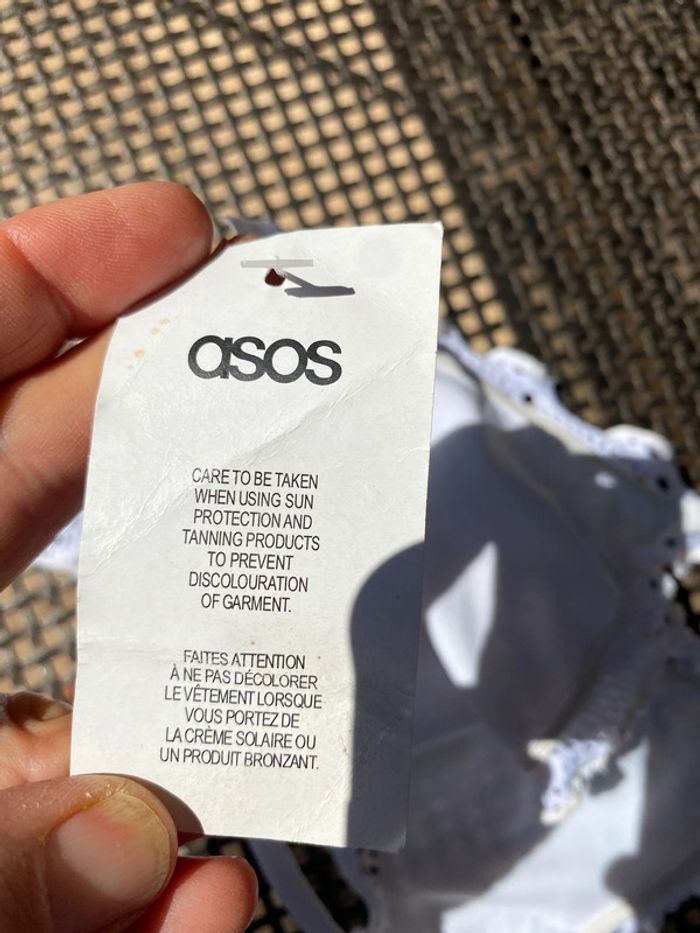 asos
CARE TO BE TAKEN
WHEN USING SUN
PROTECTION AND
TANNING PRODUCTS
TO PREVENT
DISCOLOURATION
OF GARMENT.
FAITES ATTENTION
À NE PAS DÉCOLORER
LE VÊTEMENT LORSQUE
VOUS PORTEZ DE
LA CRÈME SOLAIRE OU
UN PRODUIT BRONZANT.